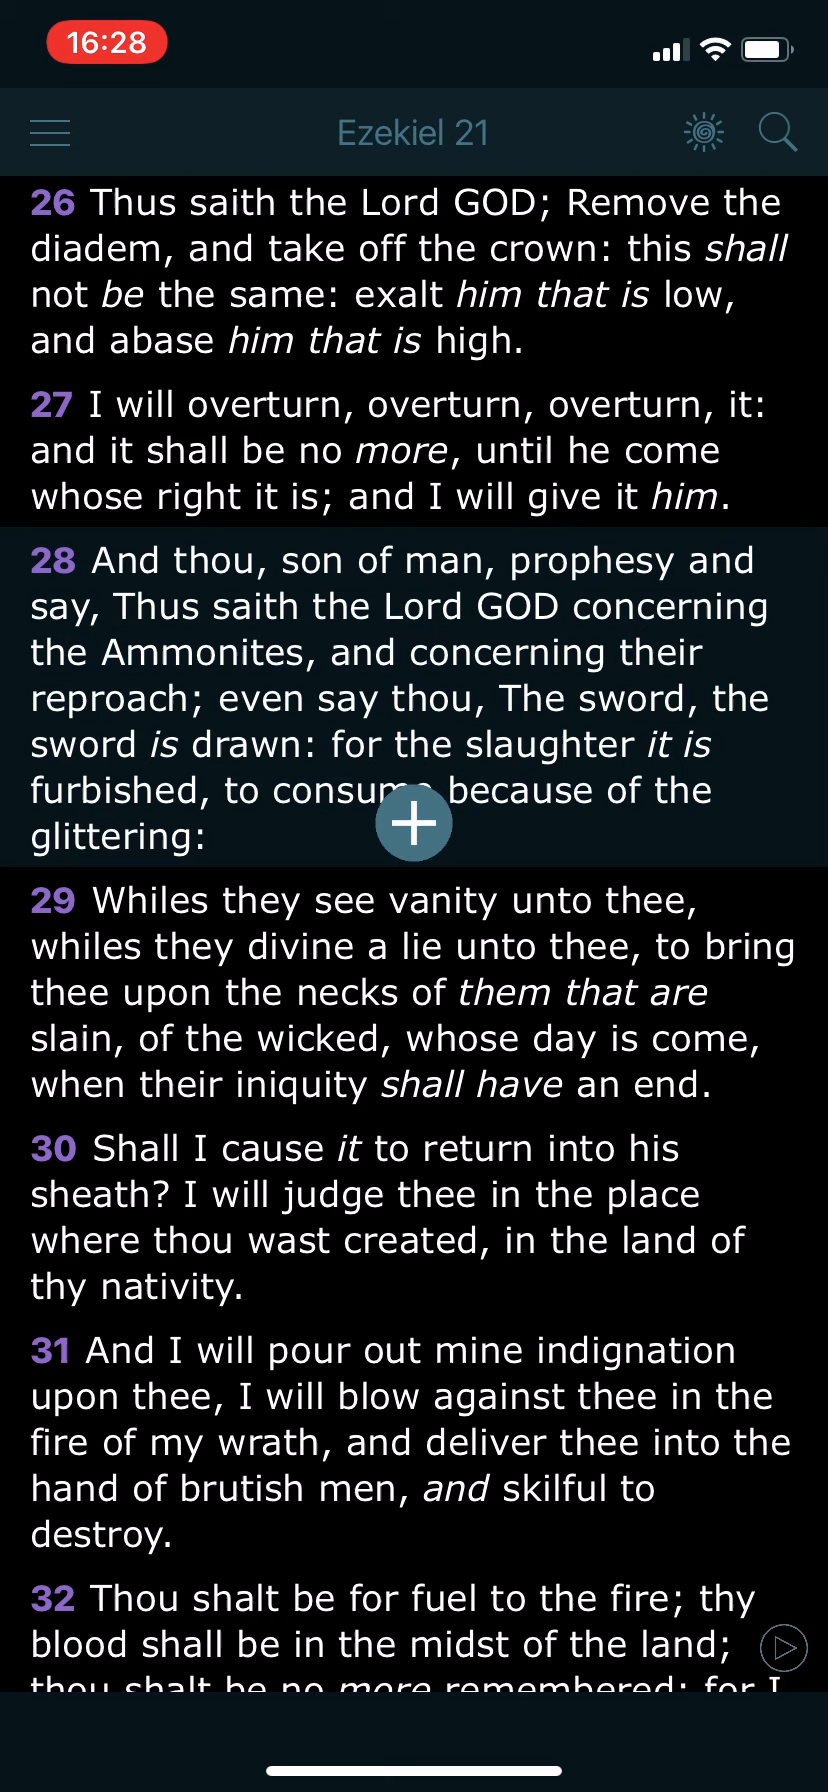 16:28
Ezekiel 21
26 Thus saith the Lord GOD; Remove the
diadem, and take off the crown: this shall
not be the same: exalt him that is low,
and abase him that is high.
27 I will overturn, overturn, overturn, it:
and it shall be no more, until he come
whose right it is; and I will give it him.
28 And thou, son of man, prophesy and
say, Thus saith the Lord GOD concerning
the Ammonites, and concerning their
reproach; even say thou, The sword, the
sword is drawn: for the slaughter it is
furbished, to consume because of the
glittering:
29 Whiles they see vanity unto thee,
whiles they divine a lie unto thee, to bring
thee upon the necks of them that are
slain, of the wicked, whose day is come,
when their iniquity shall have an end.
30 Shall I cause it to return into his
sheath? I will judge thee in the place
where thou wast created, in the land of
thy nativity.
31 And I will pour out mine indignation
upon thee, I will blow against thee in the
fire of my wrath, and deliver thee into the
hand of brutish men, and skilful to
destroy.
32 Thou shalt be for fuel to the fire; thy
blood shall be in the midst of the land;
thou shalt be no more remembered: for I